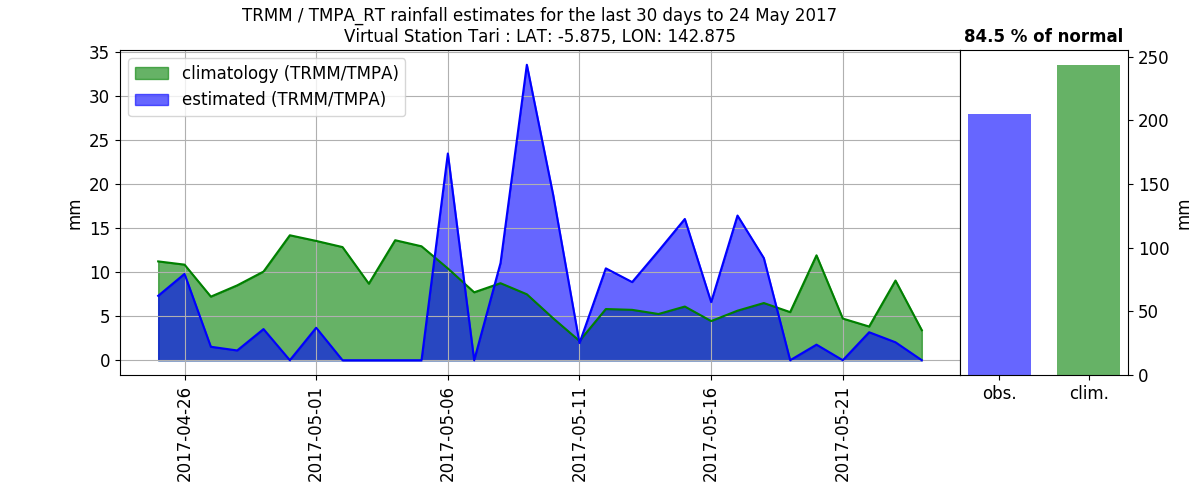 TRMM / TMPA_RT rainfall estimates for the last 30 days to 24 May 2017
Virtual Station Tari : LAT: -5.875, LON: 142.875
84.5 % of normal
climatology (TRMM/TMPA)
estimated (TRMM/TMPA)
mm
35
30
25
20
15
10
5
0
2017-04-26
2017-05-01
2017-05-06
2017-05-11
2017-05-16
2017-05-21
250
200
150
100
50
0
mm
obs.
clim.